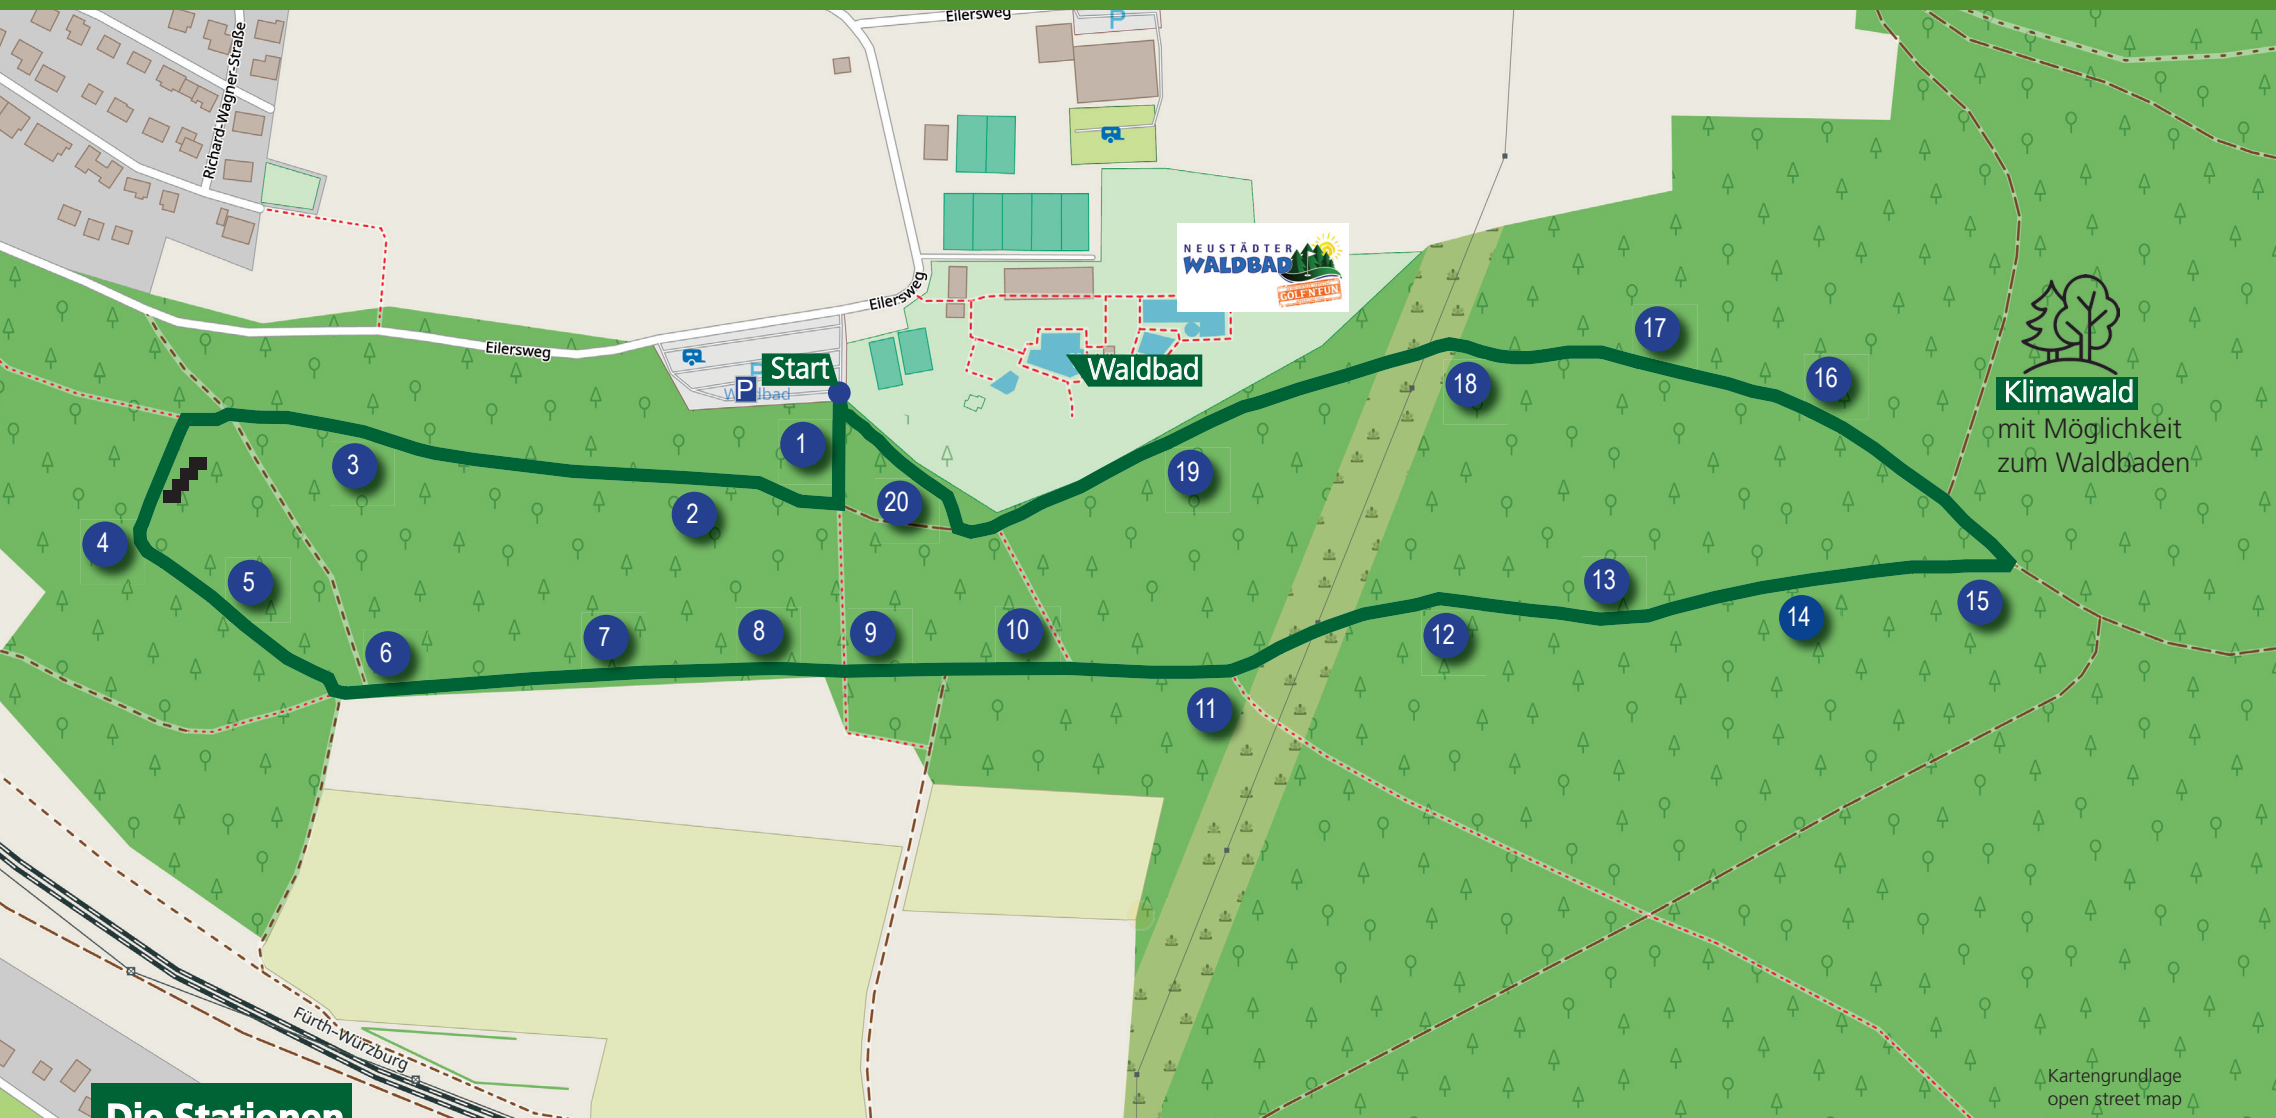 Eilersweg
P
Richard-Wagner-Straße
NEUSTÄDTER
WALDBAD
GOLF'N'FUN
Eilersweg
Eilersweg
Start
Waldbad
P
17
16
18
Klimawald
mit Möglichkeit
zum Waldbaden
1
3
19
20
2
4
5
13
15
14
6
7
8
9
10
12
11
Fürth-Würzburg
Kartengrundlage
open street map
Die Stationen